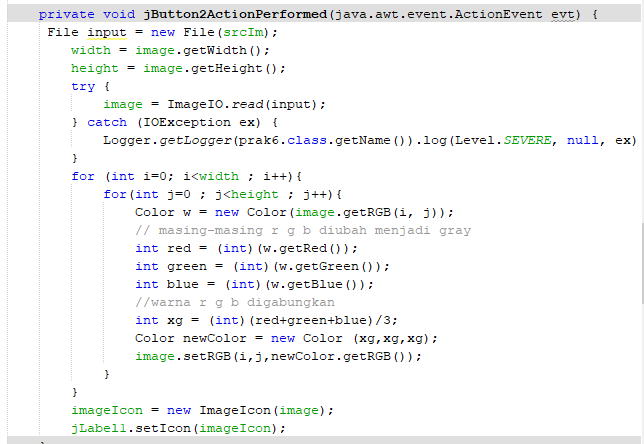 private void jButton2ActionPerformed(java.awt.event.ActionEvent evt) {
File input = new File(srcIm);
width = image.getWidth();
height = image.getHeight();
try {
image = ImageIO.read(input);
} catch (IOException ex) {
Logger.getLogger(prak6.class.getName()).log(Level.SEVERE, null, ex)
}
for (int i=0; i<width ; i++){
for(int j=0 ; j<height ; j++){
Color w = new Color(image.getRGB(i, j));
// masing-masing r g b diubah menjadi gray
int red = (int)(w.getRed());
int green = (int)(w.getGreen());
int blue = (int)(w.getBlue());
//warna r g b digabungkan
int xg = (int)(red+green+blue)/3;
Color newColor = new Color (xg,xg,xg);
image.setRGB(i,j,newColor.getRGB());
}
}
imageIcon = new ImageIcon(image);
jLabel1.setIcon(imageIcon);